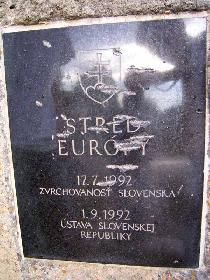 STRED
EURÓPY
17.7.1992
ZVRCHOVANOSŤ SLOVENSKA
1.9.1992
ÚSTAVA SLOVENSKEJ
REPUBLIKY